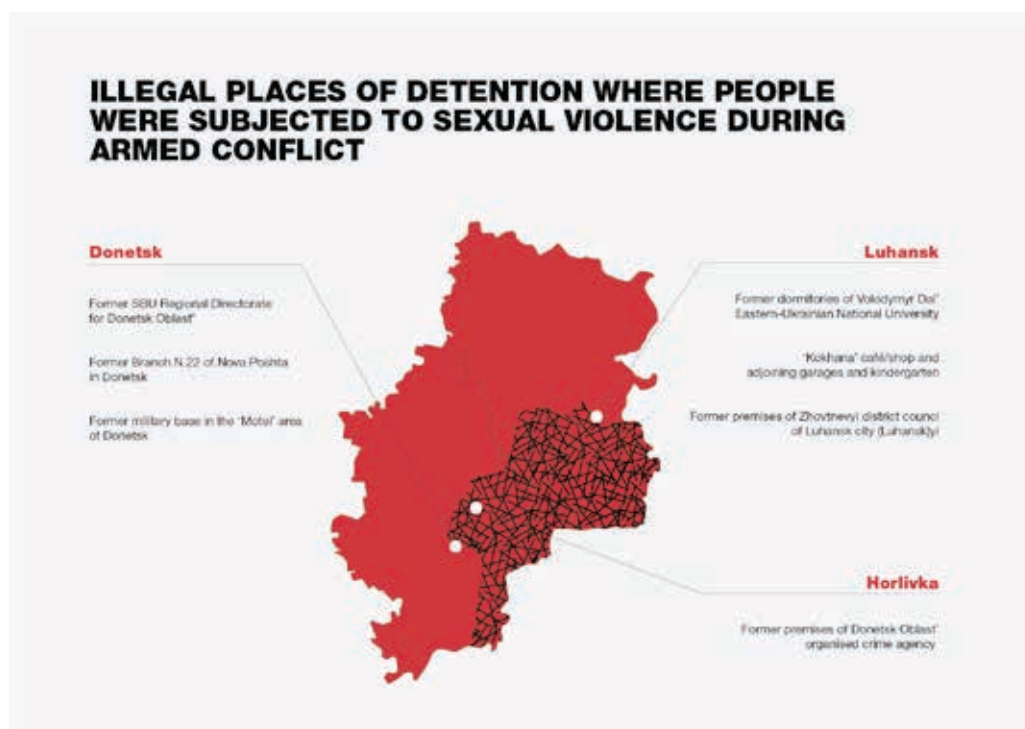 ILLEGAL PLACES OF DETENTION WHERE PEOPLE
WERE SUBJECTED TO SEXUAL VIOLENCE DURING
ARMED CONFLICT
Donetsk
Former SBU Regional Directorate
for Donetsk Oblast'
Former Branch N.22 of Nova Poshta
in Donetsk
Former military base in the 'Motel' area
of Donetsk
Luhansk
Former dormitories of Volodymyr Dal'
Eastern-Ukrainian National University
'Kokhana' café/shop and
adjoining garages and kindergarten
Former premises of Zhovtnevyi district council
of Luhansk city (Luhansk)yi
Horlivka
Former premises of Donetsk Oblast'
organised crime agency